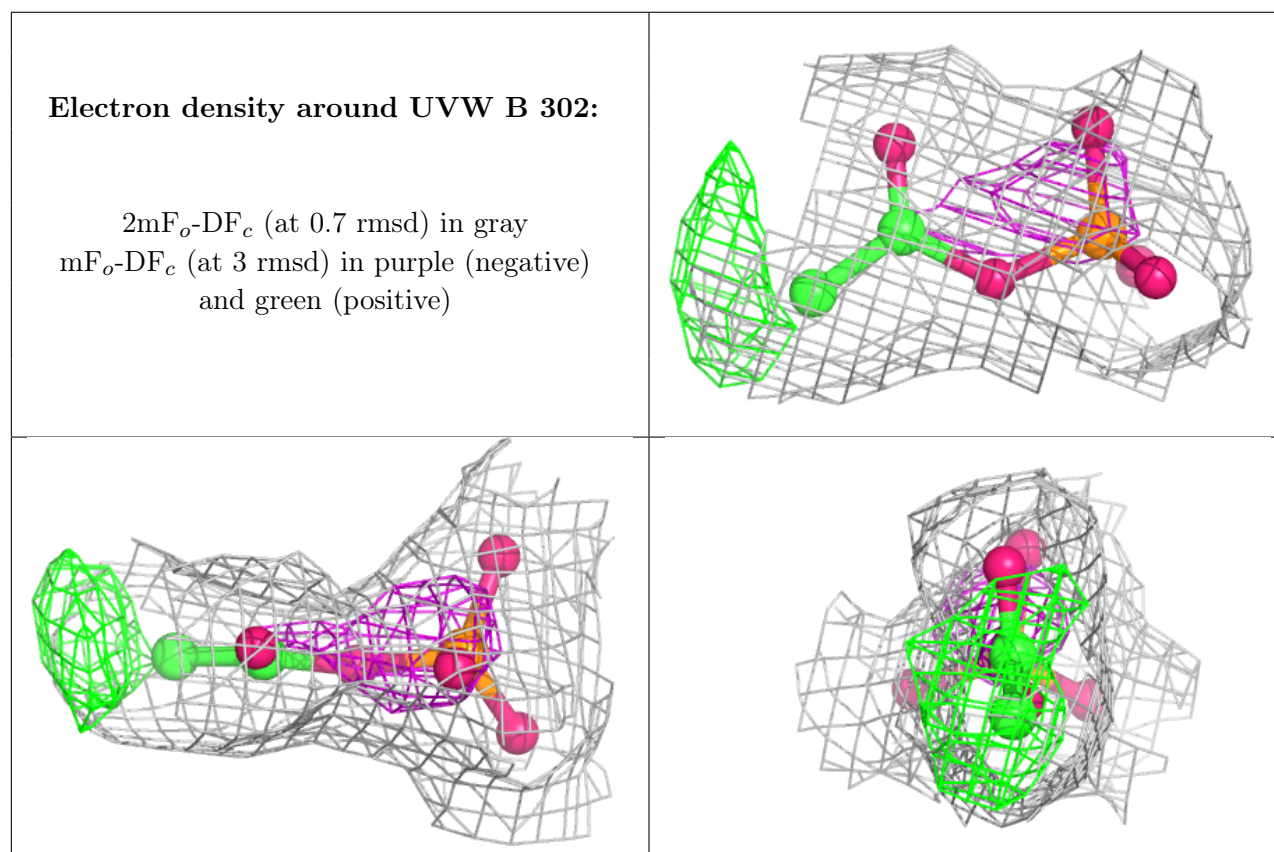 Electron density around UVW B 302:
2mFo-DFc (at 0.7 rmsd) in gray
mFo-DFc (at 3 rmsd) in purple (negative)
and green (positive)